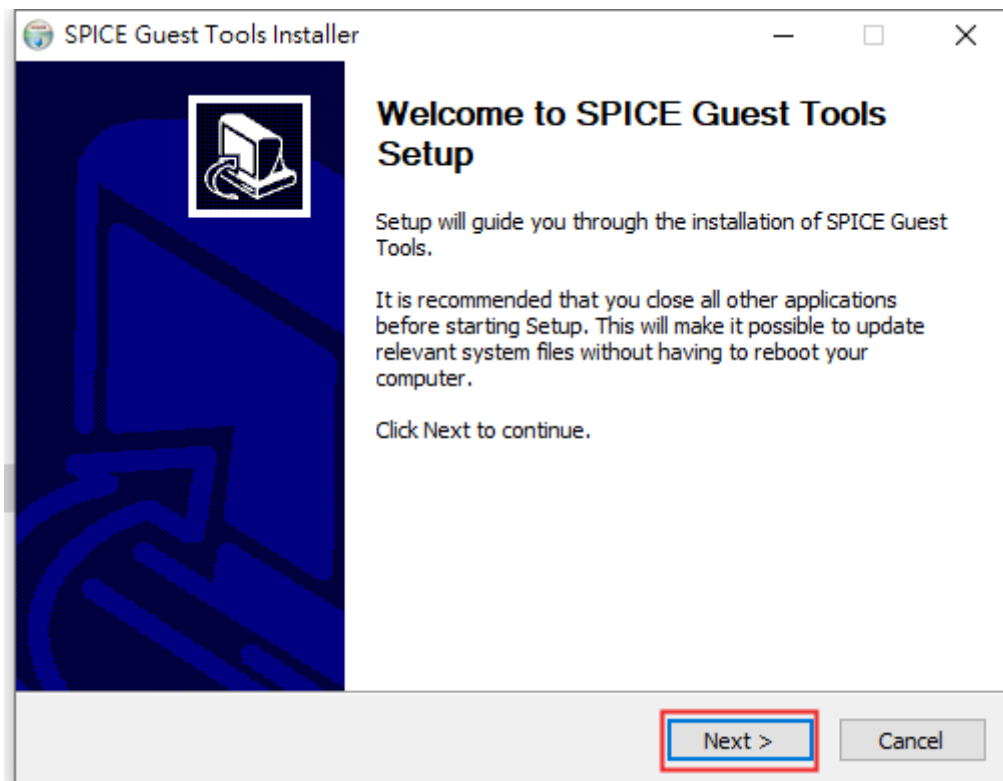 SPICE Guest Tools Installer
Welcome to SPICE Guest Tools
Setup
Setup will guide you through the installation of SPICE Guest
Tools.
It is recommended that you close all other applications
before starting Setup. This will make it possible to update
relevant system files without having to reboot your
computer.
Click Next to continue.
Next >
Cancel